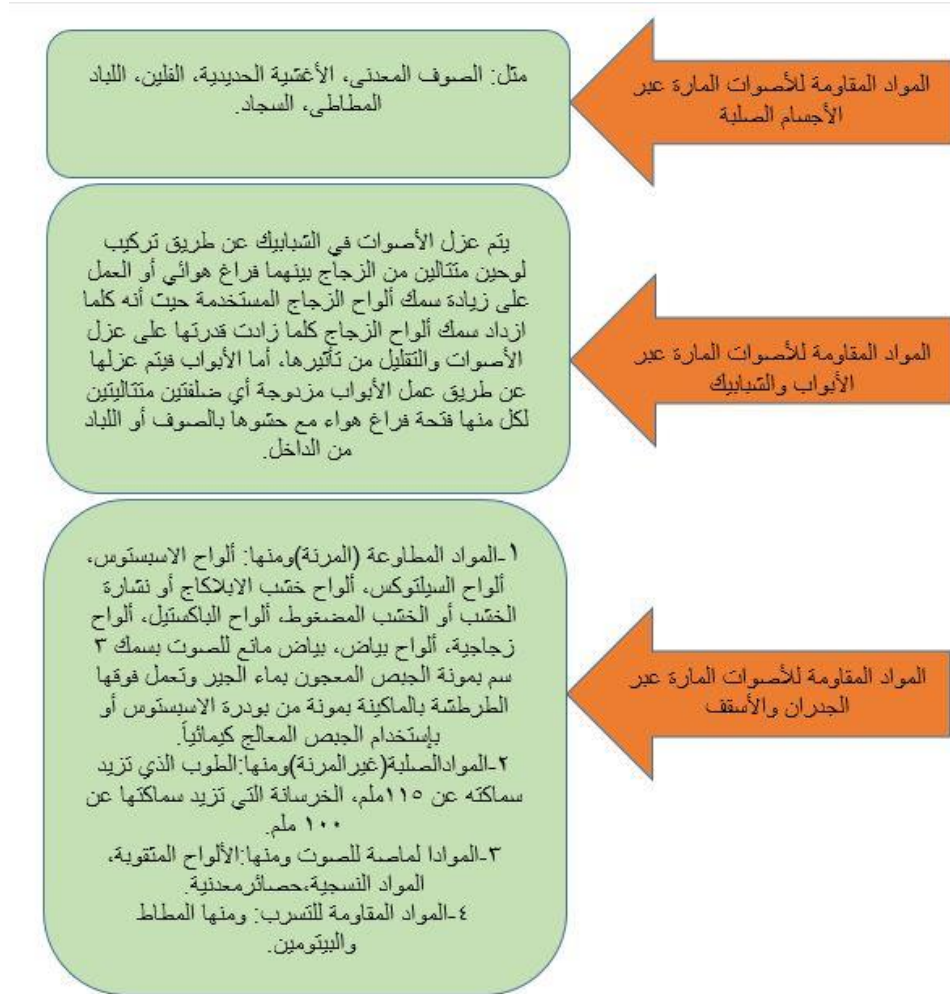 المواد المقاومة للأصوات المارة عبر
الأجسام الصلبة
مثل: الصوف المعدنى، الأغشية الحديدية، الفلين، اللباد
المطاطى، السجاد.
المواد المقاومة للأصوات المارة عبر
الأبواب والشبابيك
يتم عزل الأصوات في الشبابيك عن طريق تركيب
لوحين متتالين من الزجاج بينهما فراغ هوائي أو العمل
على زيادة سمك ألواح الزجاج المستخدمة حيث أنه كلما
ازداد سمك ألواح الزجاج كلما زادت قدرتها على عزل
الأصوات والتقليل من تأثيرها، أما الأبواب فيتم عزلها
عن طريق عمل الأبواب مزدوجة أي ضلفتين متتاليتين
لكل منها فتحة فراغ هواء مع حشوها بالصوف أو اللباد
من الداخل.
المواد المقاومة للأصوات المارة عبر
الجدران والأسقف
١-المواد المطاوعة (المرنة)ومنها: ألواح الاسبستوس،
ألواح السيلتوكس، ألواح خشب الابلاكاج أو نشارة
الخشب أو الخشب المضغوط، ألواح الباكستيل، ألواح
زجاجية، ألواح بياض، بياض مانع للصوت بسمك ٣
سم بمونة الجبص المعجون بماء الجير وتعمل فوقها
الطرطشة بالماكينة بمونة من بودرة الاسبستوس أو
بإستخدام الجبص المعالج كيمائياً.
٢-الموادالصلبة(غيرالمرنة)ومنها:الطوب الذي تزيد
سماكته عن ١١٥ملم، الخرسانة التي تزيد سماكتها عن
١٠٠ ملم.
٣-الموادا لماصة للصوت ومنها:الألواح المثقوبة،
المواد النسجية،حصائرمعدنية.
٤-المواد المقاومة للتسرب: ومنها المطاط
والبيتومين.